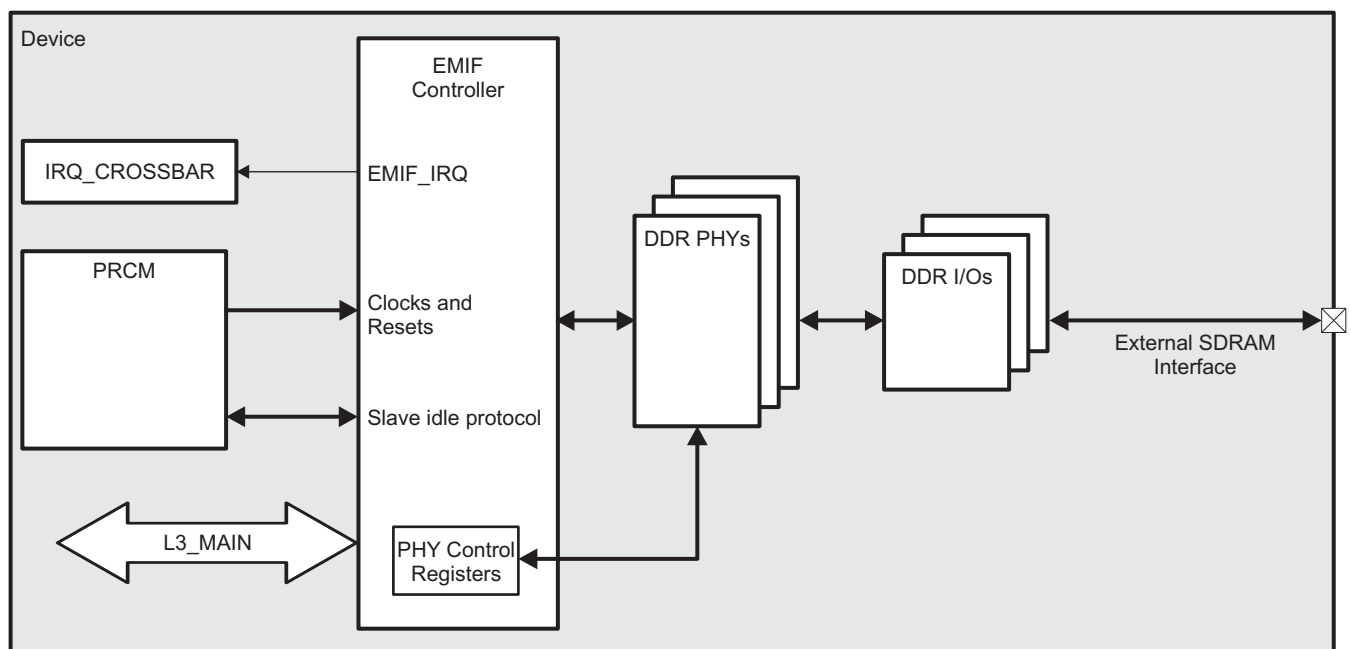 Device
EMIF
Controller
IRQ_CROSSBAR
EMIF_IRQ
DDR PHYs
PRCM
DDR I/Os
Clocks and
Resets
External SDRAM
Interface
Slave idle protocol
L3_MAIN
PHY Control
Registers